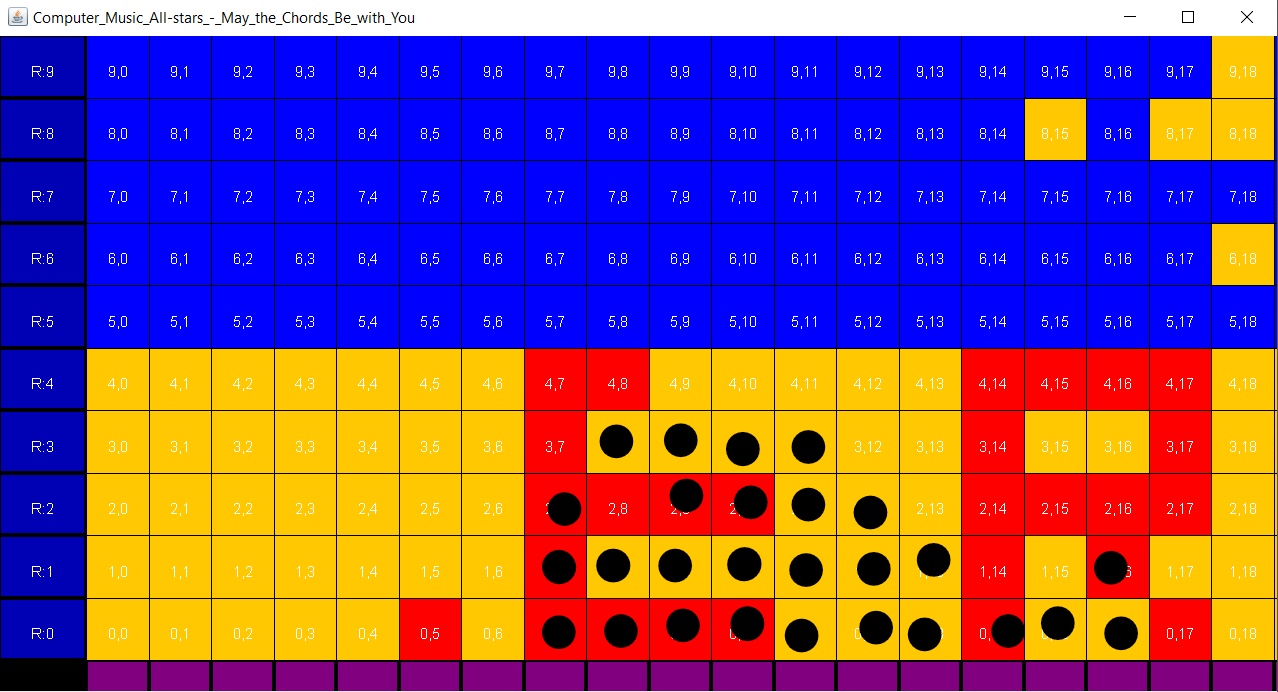 Computer_Music_All-stars_-_May_the_Chords_Be_with_You
R:9 9,0 9,1 9,2 9,3 9,4 9,5 9,6 9,7 9,8 9,9 9,10 9,11 9,12 9,13 9,14 9,15 9,16 9,17 9,18
R:8 8,0 8,1 8,2 8,3 8,4 8,5 8,6 8,7 8,8 8,9 8,10 8,11 8,12 8,13 8,14 8,15 8,16 8,17 8,18
R:7 7,0 7,1 7,2 7,3 7,4 7,5 7,6 7,7 7,8 7,9 7,10 7,11 7,12 7,13 7,14 7,15 7,16 7,17 7,18
R:6 6,0 6,1 6,2 6,3 6,4 6,5 6,6 6,7 6,8 6,9 6,10 6,11 6,12 6,13 6,14 6,15 6,16 6,17 6,18
R:5 5,0 5,1 5,2 5,3 5,4 5,5 5,6 5,7 5,8 5,9 5,10 5,11 5,12 5,13 5,14 5,15 5,16 5,17 5,18
R:4 4,0 4,1 4,2 4,3 4,4 4,5 4,6 4,7 4,8 4,9 4,10 4,11 4,12 4,13 4,14 4,15 4,16 4,17 4,18
R:3 3,0 3,1 3,2 3,3 3,4 3,5 3,6 3,7 3,12 3,13 3,14 3,15 3,16 3,17 3,18
R:2 2,0 2,1 2,2 2,3 2,4 2,5 2,6 2,8 2,13 2,14 2,15 2,16 2,17 2,18
R:1 1,0 1,1 1,2 1,3 1,4 1,5 1,6 1,14 1,15 1,17 1,18
R:0 0,0 0,1 0,2 0,3 0,4 0,5 0,6 0,17 0,18